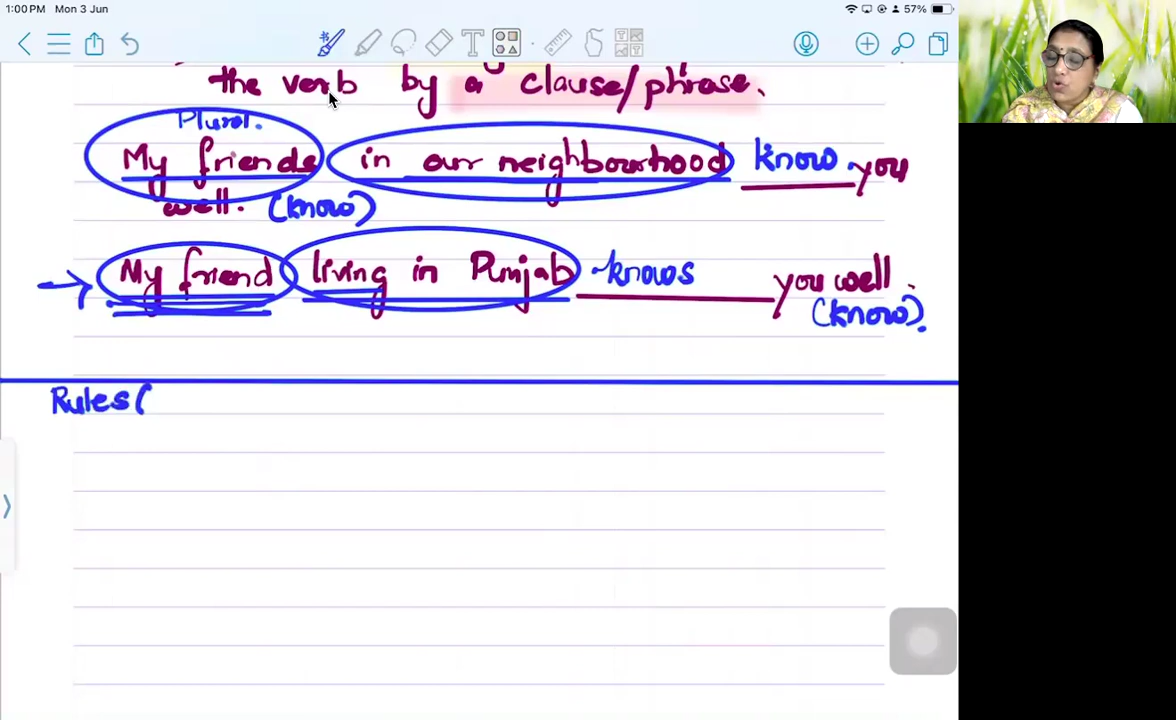 1:00 PM Mon 3 Jun 57%
the verb by a clause/phrase.
Plural.
My friends in our neighbourhood know you
well. (know)
My friend living in Punjab knows you well.
(know).
Rules(